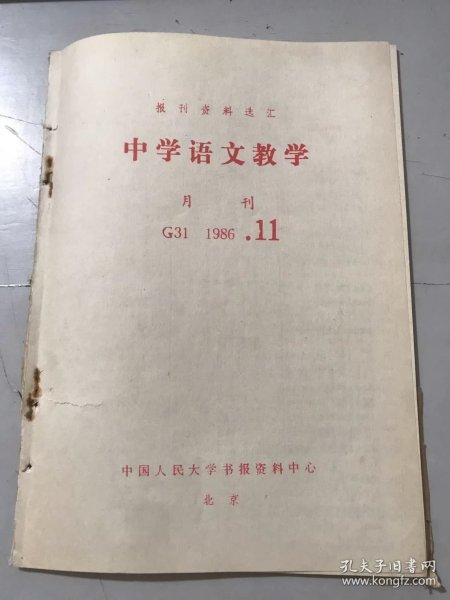 报刊资料选汇
中学语文教学
月刊
G31 1986 .11
中国人民大学书报资料中心
北京
孔夫子旧书网
www.kongfz.com